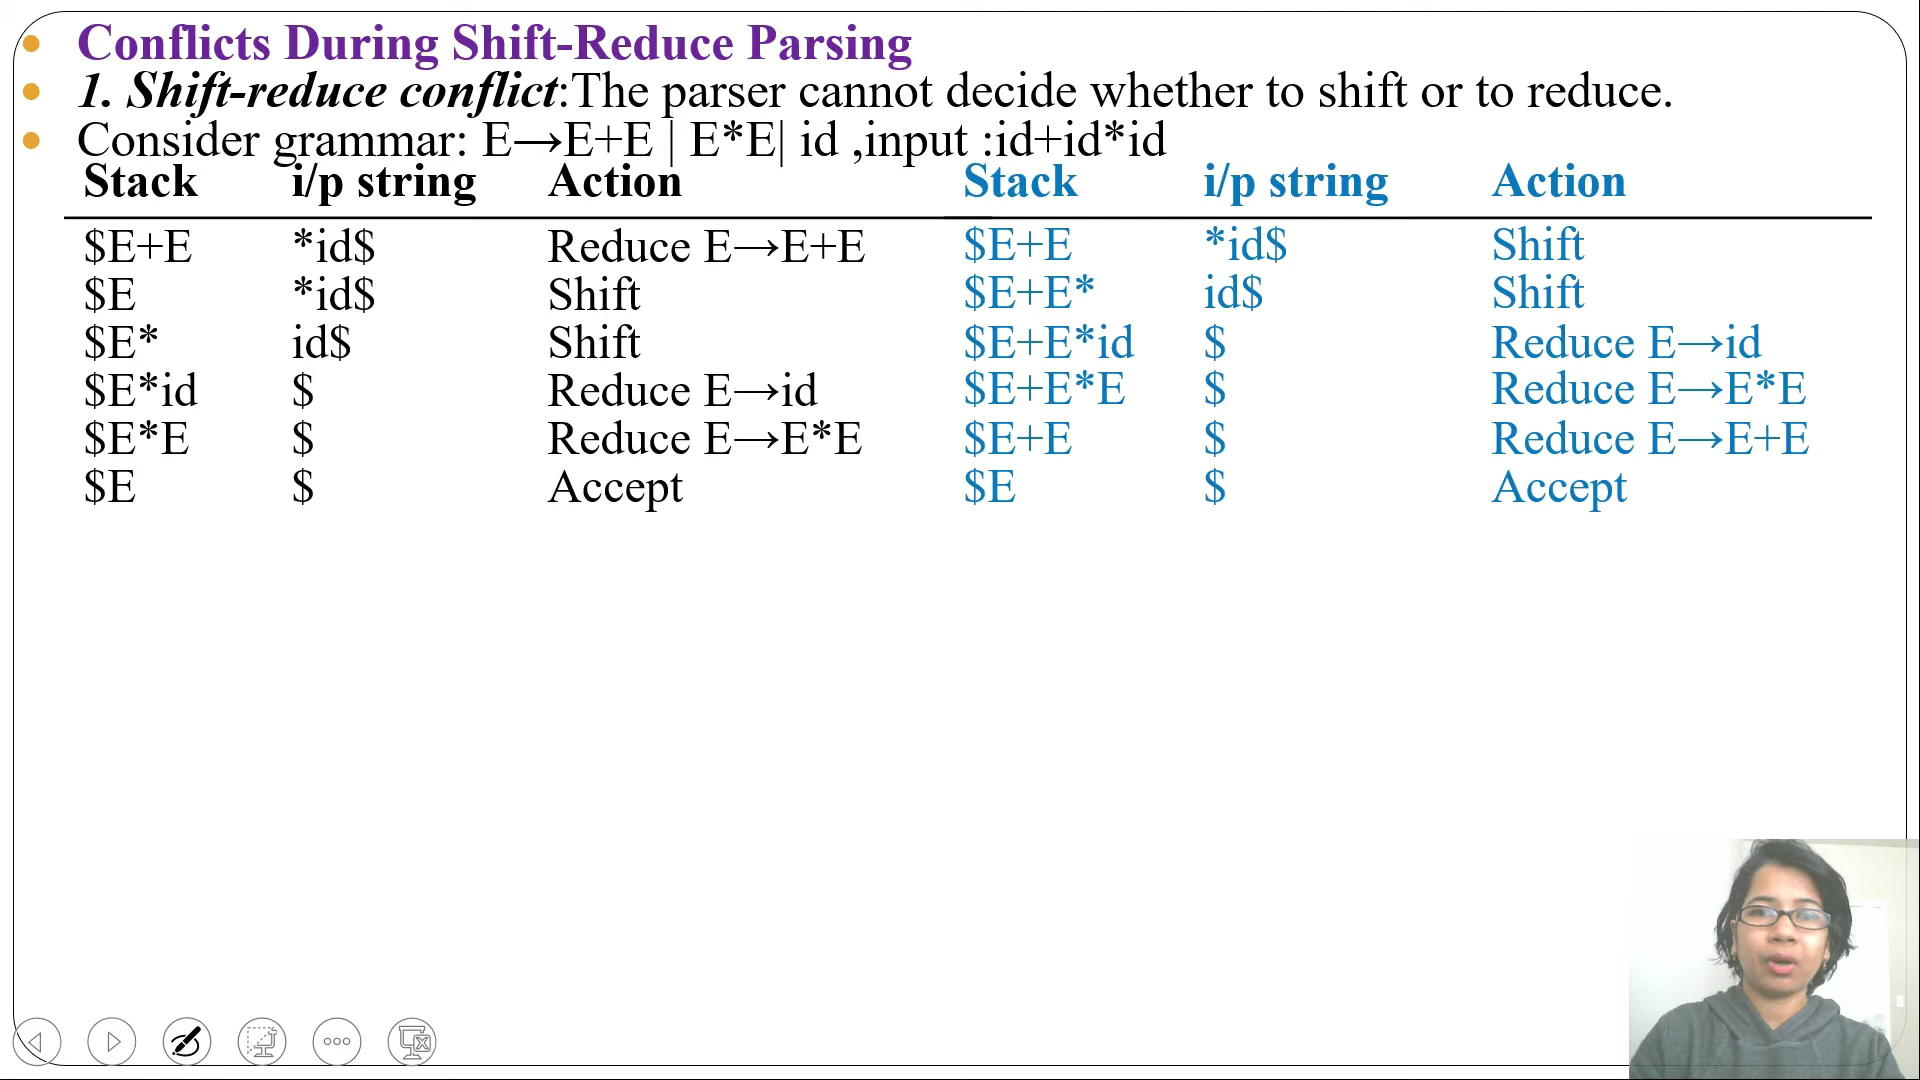 Conflicts During Shift-Reduce Parsing
1. Shift-reduce conflict:The parser cannot decide whether to shift or to reduce.
Consider grammar: E→E+E | E*E| id ,input :id+id*id
Stack i/p string Action Stack i/p string Action
$E+E *id$ Reduce E→E+E $E+E *id$ Shift
$E *id$ Shift $E+E* id$ Shift
$E* id$ Shift $E+E*id $ Reduce E→id
$E*id $ Reduce E→id $E+E*E $ Reduce E→E*E
$E*E $ Reduce E→E*E $E+E $ Reduce E→E+E
$E $ Accept $E $ Accept